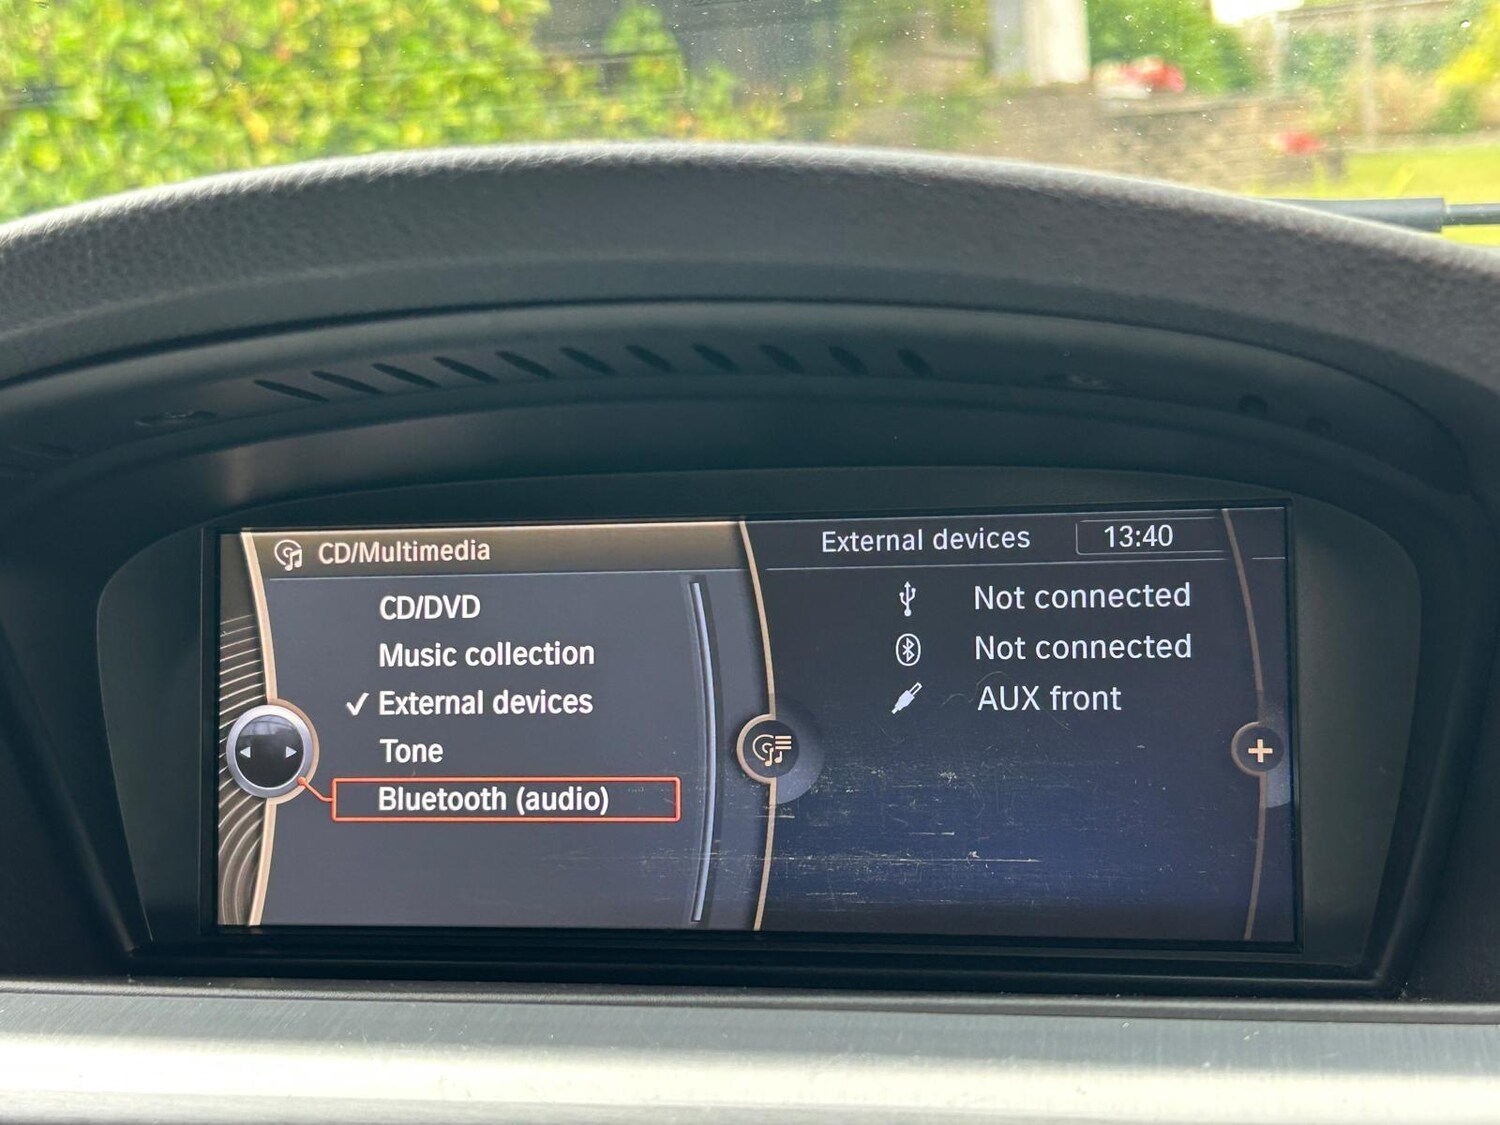 CD/Multimedia
CD/DVD
Music collection
External devices
Tone
Bluetooth (audio)
External devices 13:40
Not connected
Not connected
AUX front